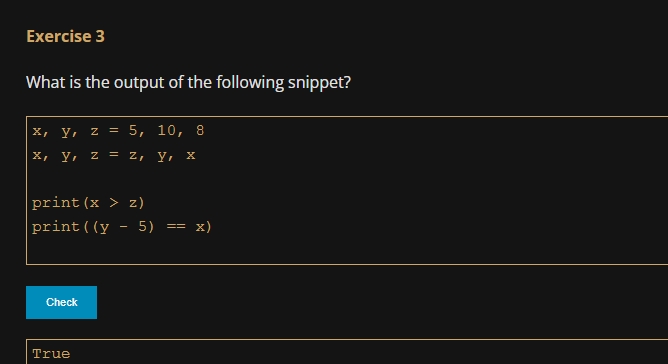 Exercise 3
What is the output of the following snippet?
x, y, z = 5, 10, 8
x, y, z = z, y, x
print(x > z)
print((y - 5) == x)
Check
True